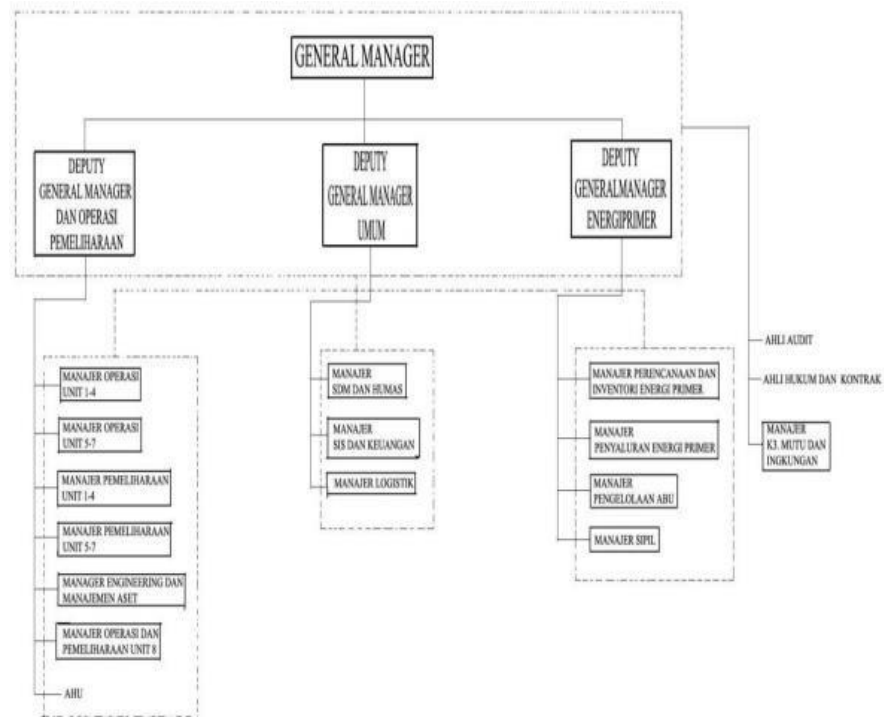 GENERAL MANAGER
DEPUTY
GENERAL MANAGER
DAN OPERASI
PEMELIHARAAN
DEPUTY
GENERAL MANAGER
UMUM
DEPUTY
GENERALMANAGER
ENERGIPRIMER
MANAJER OPERASI
UNIT 1-4
MANAJER OPERASI
UNIT 5-7
MANAJER PEMELIHARAAN
UNIT 1-4
MANAJER PEMELIHARAAN
UNIT 5-7
MANAGER ENGINEERING DAN
MANAJEMEN ASET
MANAJER OPERASI DAN
PEMELIHARAAN UNIT 8
AHU
MANAJER
SDM DAN HUMAS
MANAJER
SIS DAN KEUANGAN
MANAJER LOGISTIK
MANAJER PERENCANAAN DAN
INVENTORI ENERGI PRIMER
MANAJER
PENYALURAN ENERGI PRIMER
MANAJER
PENGELOLAAN ABU
MANAJER SIPIL
AHLI AUDIT
AHLI HUKUM DAN KONTRAK
MANAJER
K3. MUTU DAN
INGKUNGAN